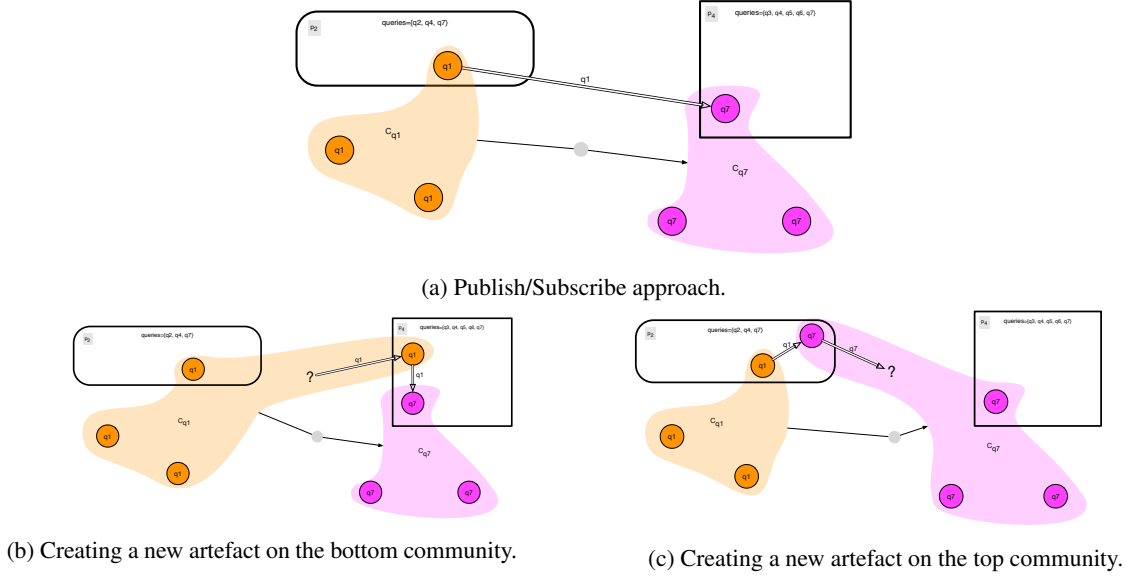 p2 queries={q2, q4, q7}
p4 queries={q3, q4, q5, q6, q7}
q1
q1
q7
Cq1
q1
Cq7
q1
q7 q7
(a) Publish/Subscribe approach.
p2 queries={q2, q4, q7}
p4 queries={q3, q4, q5, q6, q7}
q1
q1
q1
?
q1
q7
Cq1
q1
q1
Cq7
q7 q7
(b) Creating a new artefact on the bottom community.
queries={q2, q4, q7}
p4 queries={q3, q4, q5, q6, q7}
q7
q1
q7
q1
?
q7
Cq1
q1
Cq7
q1
q7 q7
(c) Creating a new artefact on the top community.